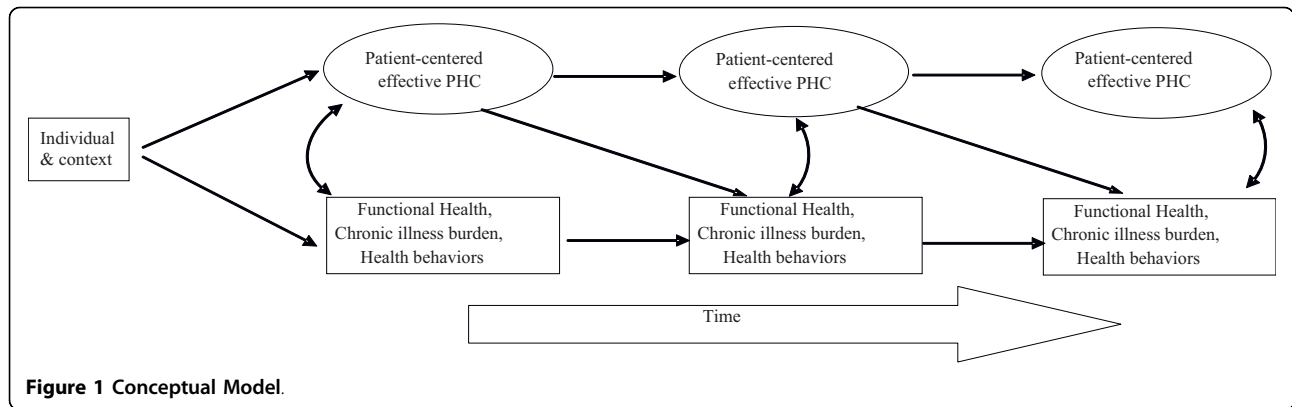 Patient-centered
effective PHC
Patient-centered
effective PHC
Patient-centered
effective PHC
Individual
& context
Functional Health,
Chronic illness burden,
Health behaviors
Functional Health,
Chronic illness burden,
Health behaviors
Functional Health,
Chronic illness burden,
Health behaviors
Time
Figure 1 Conceptual Model.